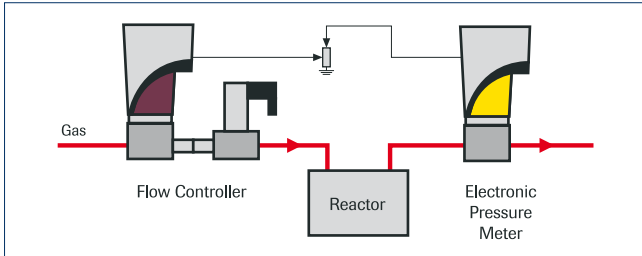 Gas
Flow Controller
Reactor
Electronic
Pressure
Meter